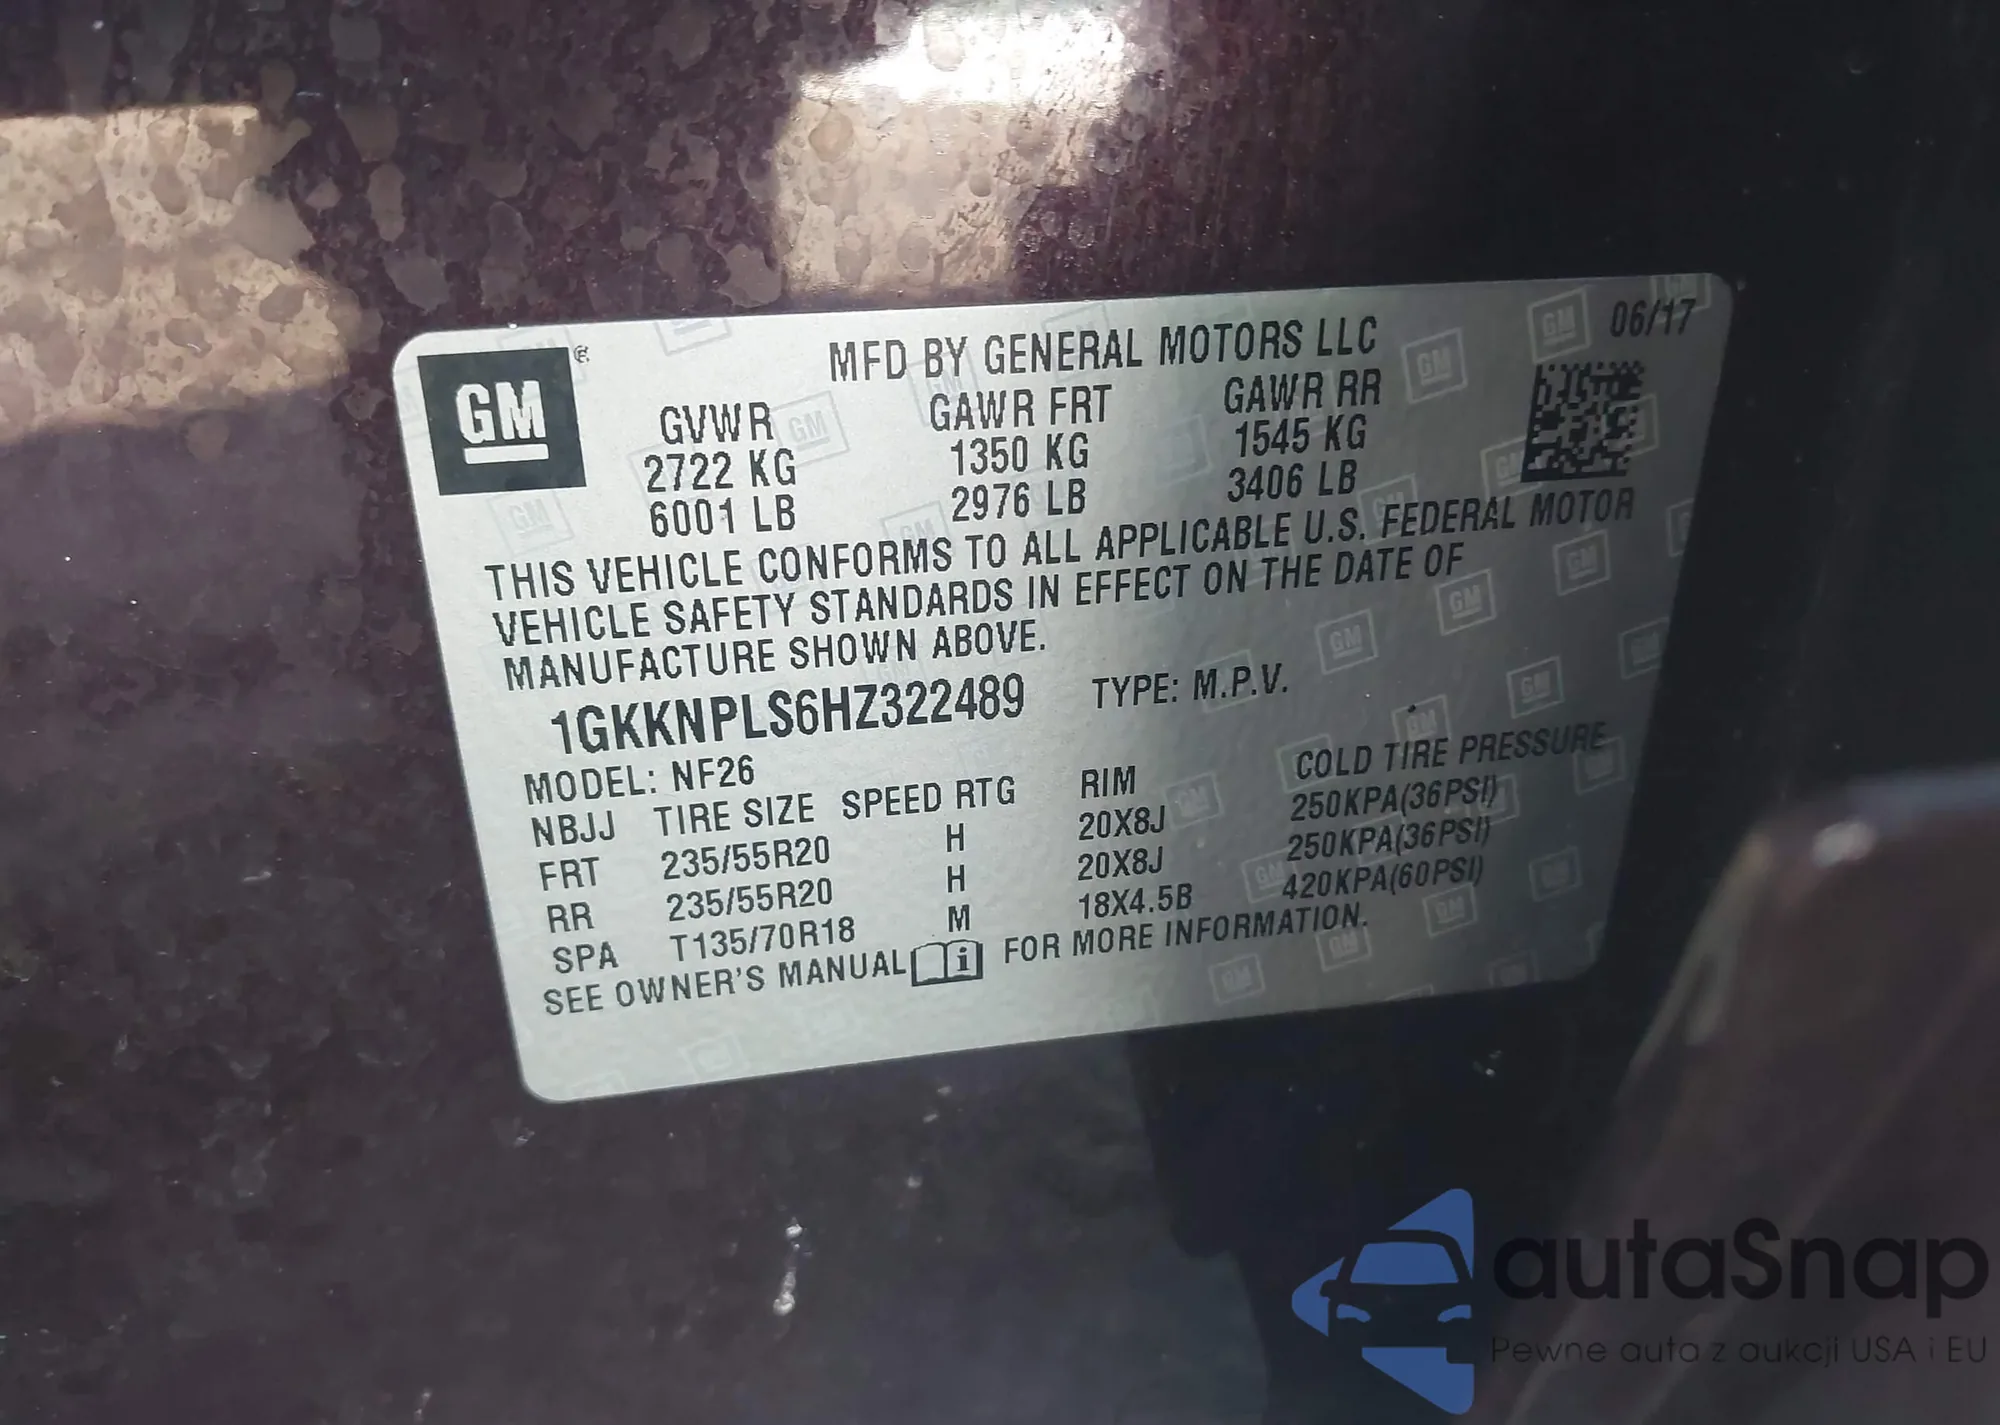 GM
MFD BY GENERAL MOTORS LLC 06/17
GVWR GAWR FRT GAWR RR
2722 KG 1350 KG 1545 KG
6001 LB 2976 LB 3406 LB
THIS VEHICLE CONFORMS TO ALL APPLICABLE U.S. FEDERAL MOTOR
VEHICLE SAFETY STANDARDS IN EFFECT ON THE DATE OF
MANUFACTURE SHOWN ABOVE.
1GKKNPLS6HZ322489 TYPE: M.P.V.
MODEL: NF26
NBJJ TIRE SIZE SPEED RTG RIM COLD TIRE PRESSURE
FRT 235/55R20 H 20X8J 250KPA(36PSI)
RR 235/55R20 H 20X8J 250KPA(36PSI)
SPA T135/70R18 M 18X4.5B 420KPA(60PSI)
SEE OWNER'S MANUAL FOR MORE INFORMATION.
autaSnap
Pewne auta z aukcji USA i EU